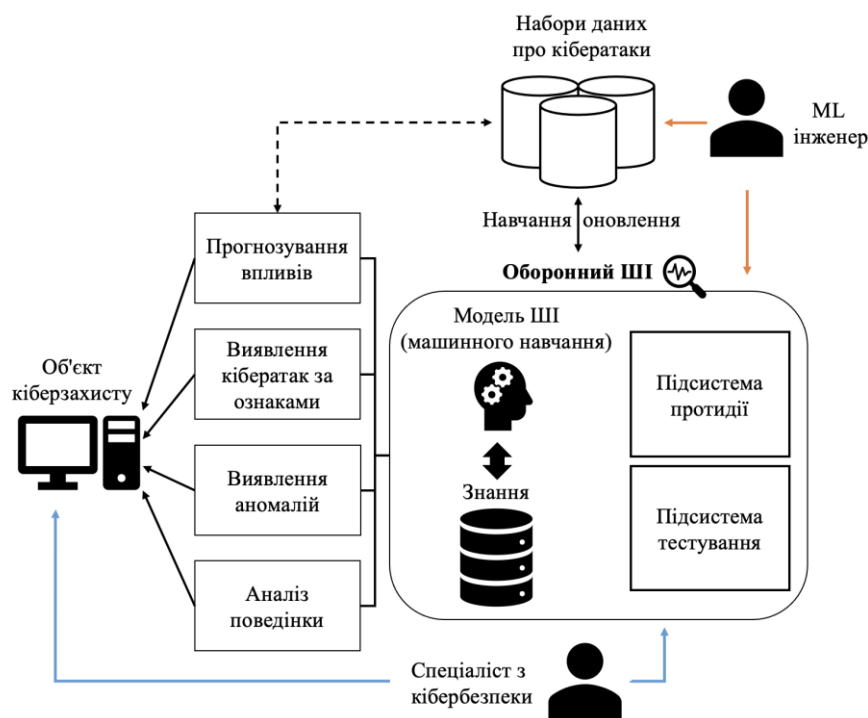 Набори даних
про кібератаки
ML
інженер
Навчання оновлення
Оборонний ШІ
Прогнозування
впливів
Модель ШІ
(машинного навчання)
Виявлення
кібератак за
ознаками
Підсистема
протидії
Об'єкт
кіберзахисту
Виявлення
аномалій
Знання
Підсистема
тестування
Аналіз
поведінки
Спеціаліст з
кібербезпеки